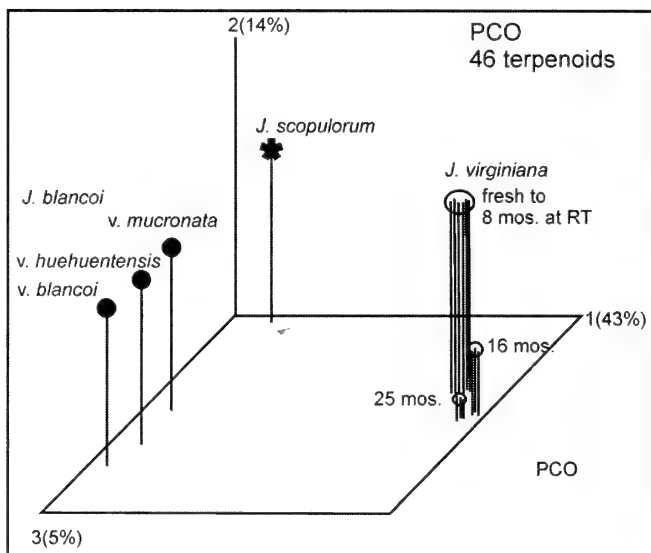 2(14%)
PCO
46 terpenoids
J. scopulorum
J. virginiana
fresh to
8 mos. at RT
J. blancoi
v. mucronata
v. huehuentensis
v. blancoi
1(43%)
16 mos.
25 mos.
PCO
3(5%)